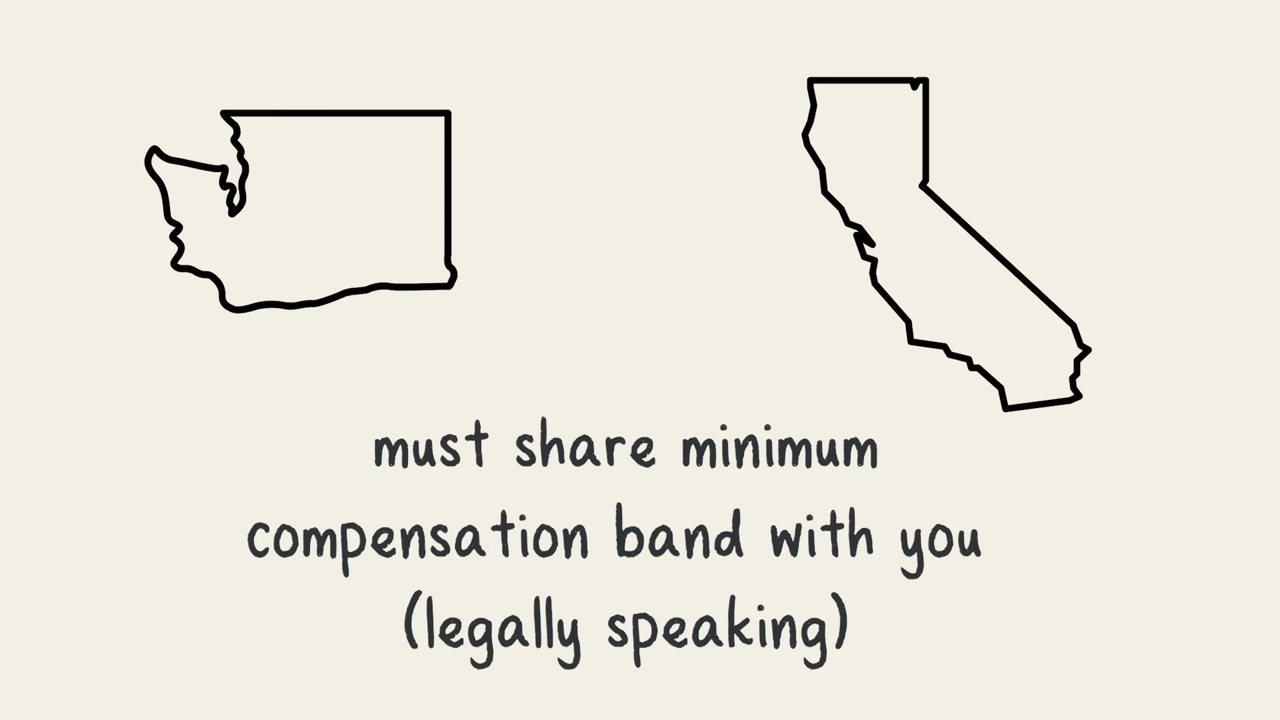 must share minimum
compensation band with you
(legally speaking)